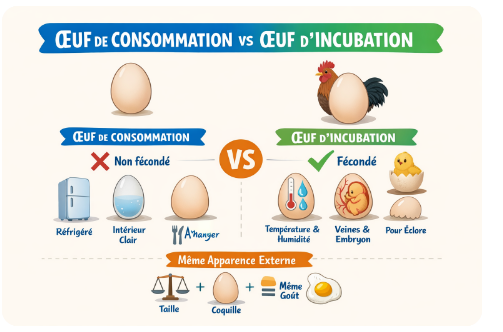 ŒUF DE CONSOMMATION VS ŒUF D'INCUBATION
ŒUF DE CONSOMMATION
ŒUF D'INCUBATION
VS
Non fécondé
Fécondé
Réfrigéré
Intérieur
Clair
A'hanger
Température &
Humidité
Veines &
Embryon
Pour Éclore
Même Apparence Externe
Taille
+
Coquille
+
Même
Goût